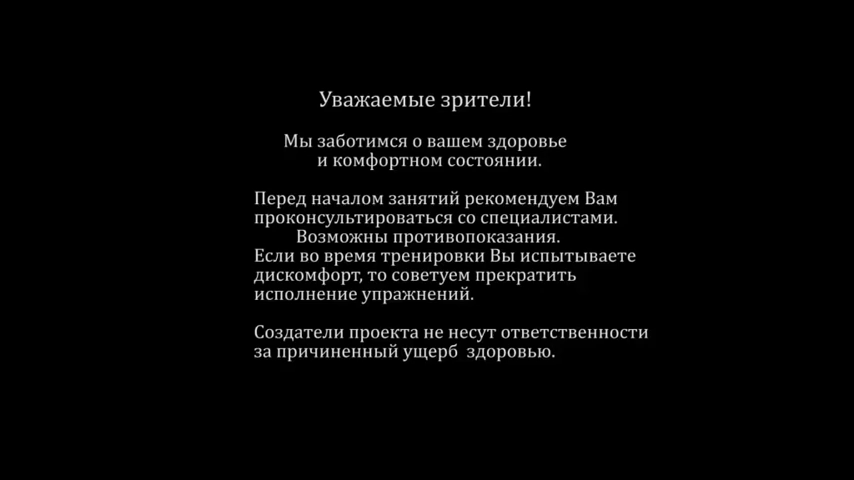 Уважаемые зрители!
Мы заботимся о вашем здоровье
и комфортном состоянии.
Перед началом занятий рекомендуем Вам
проконсультироваться со специалистами.
Возможны противопоказания.
Если во время тренировки Вы испытываете
дискомфорт, то советуем прекратить
исполнение упражнений.
Создатели проекта не несут ответственности
за причиненный ущерб  здоровью.